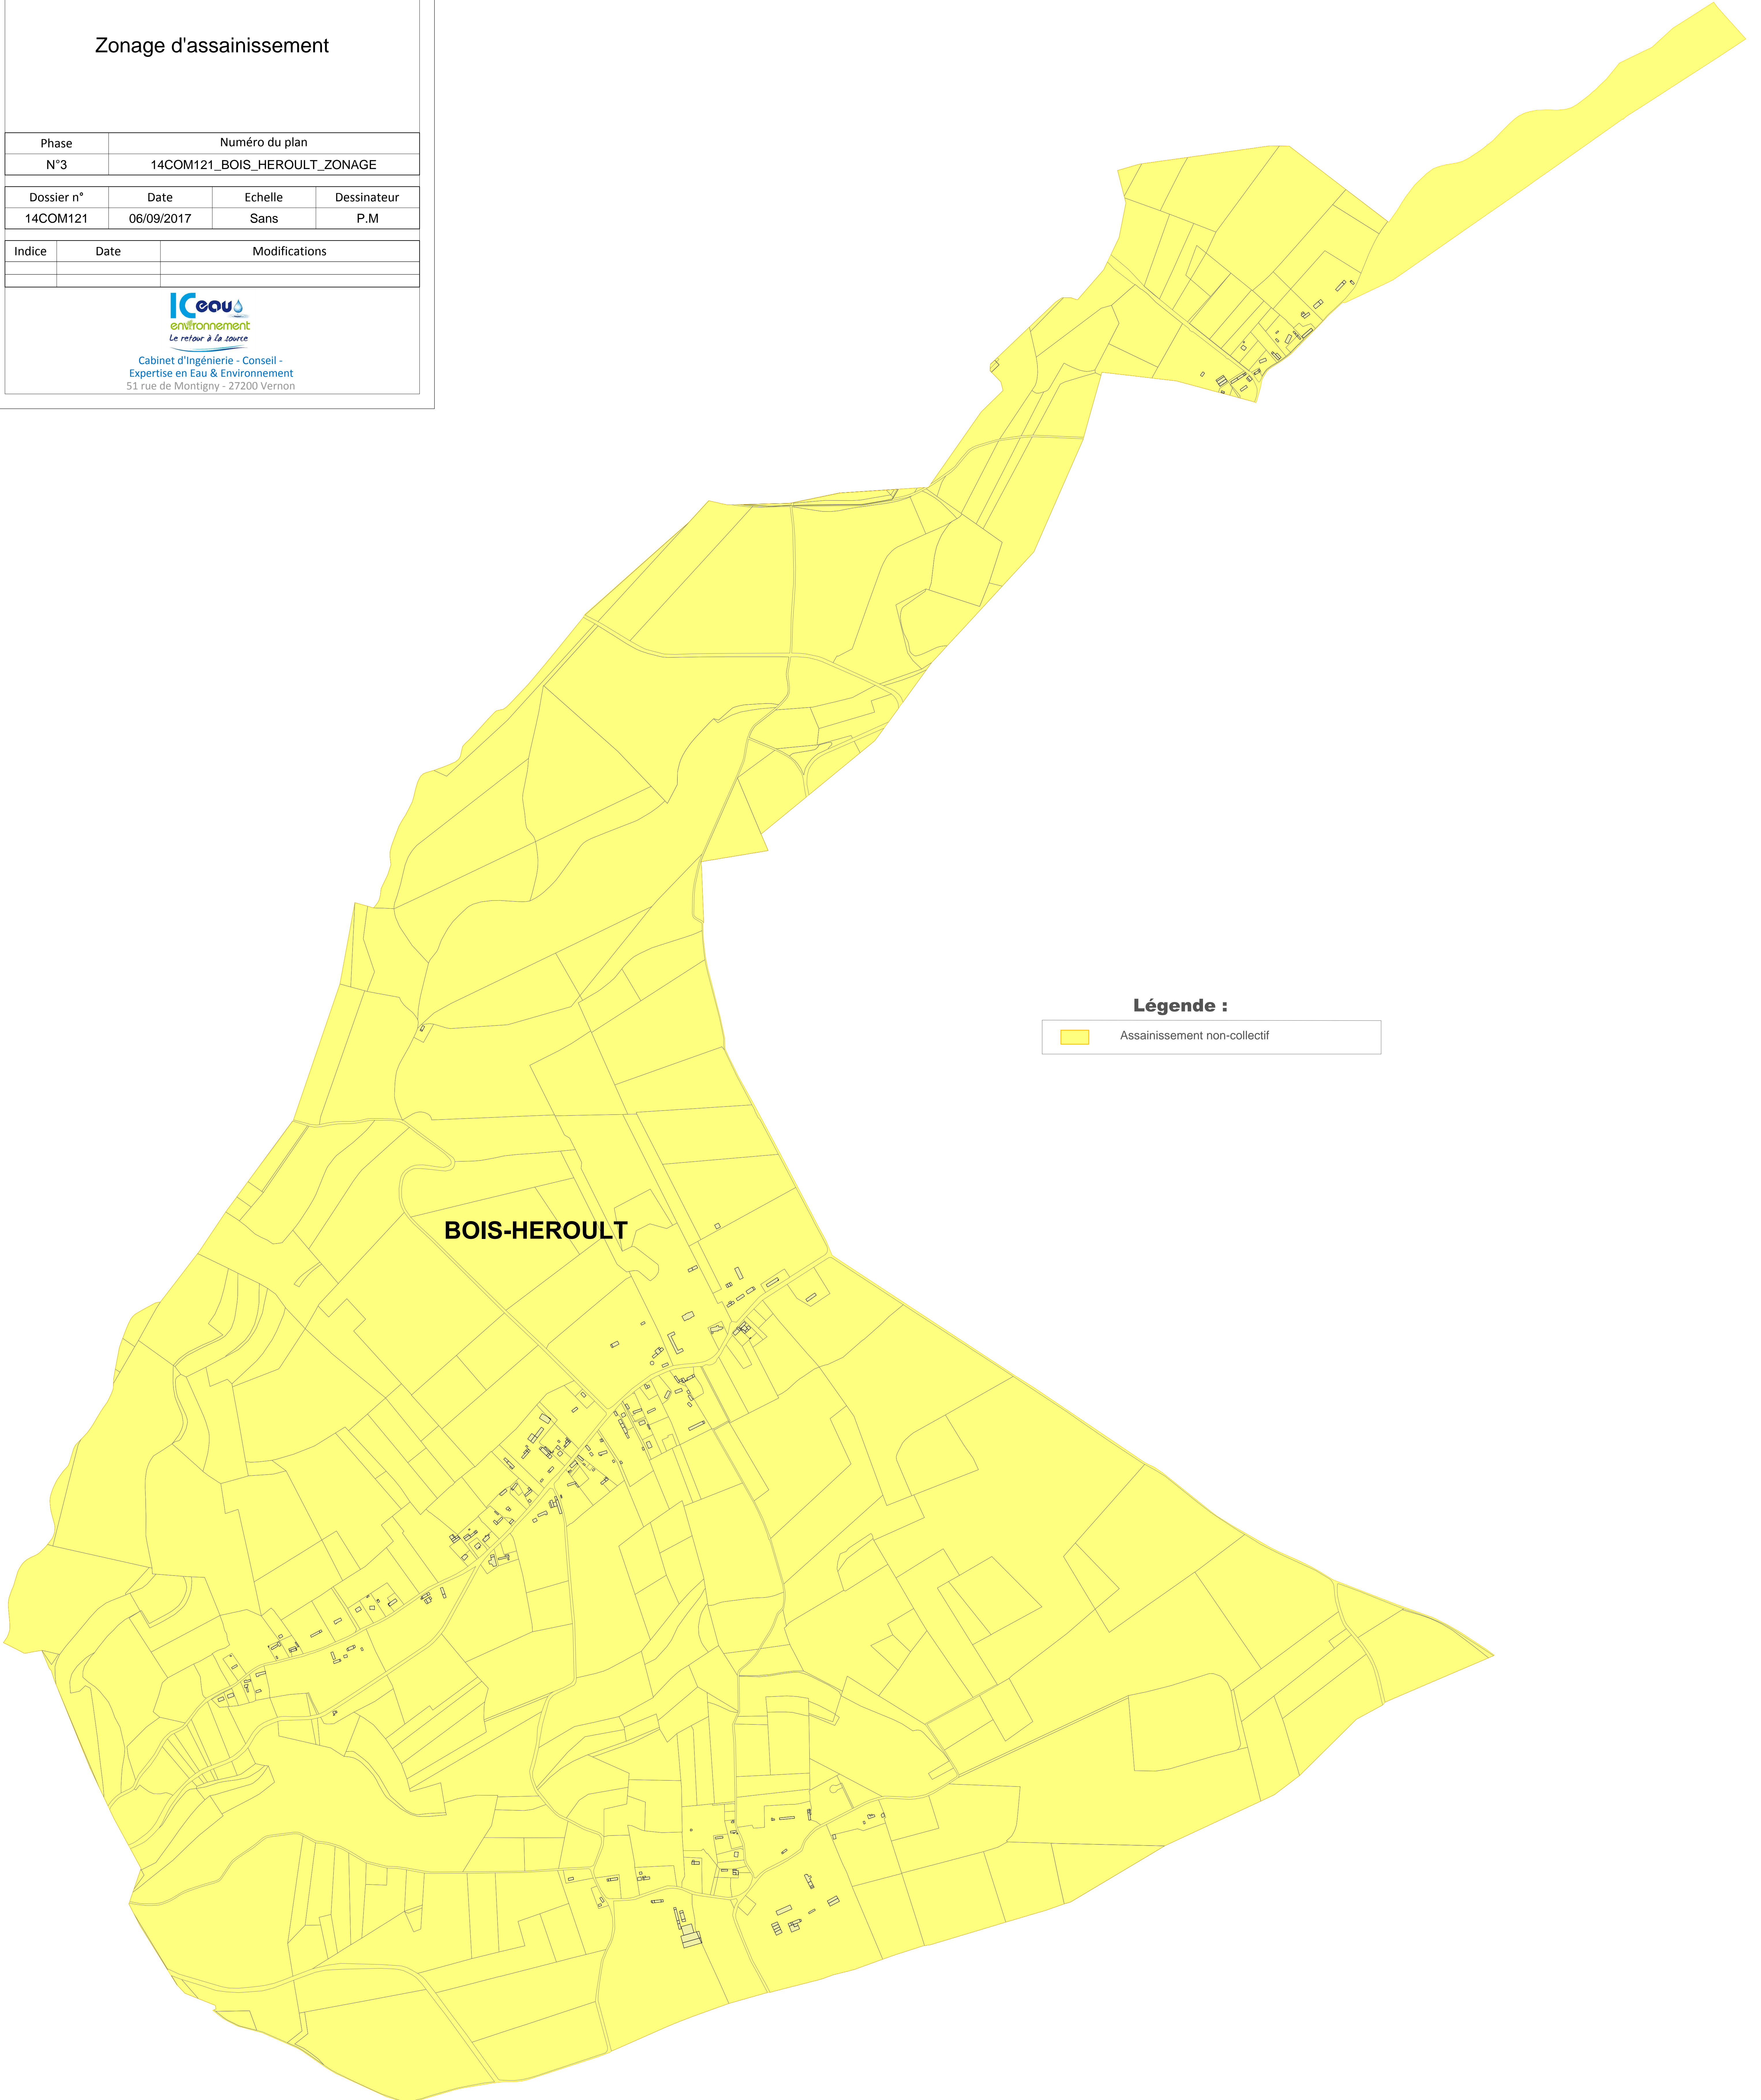 Zonage d'assainissement
Phase Numéro du plan
N°3 14COM121_BOIS_HEROULT_ZONAGE
Dossier n° Date Echelle Dessinateur
14COM121 06/09/2017 Sans P.M
Indice Date Modifications
ICeau
environnement
Le retour à la source
Cabinet d'Ingénierie - Conseil -
Expertise en Eau & Environnement
51 rue de Montigny - 27200 Vernon
Légende :
Assainissement non-collectif
BOIS-HEROULT